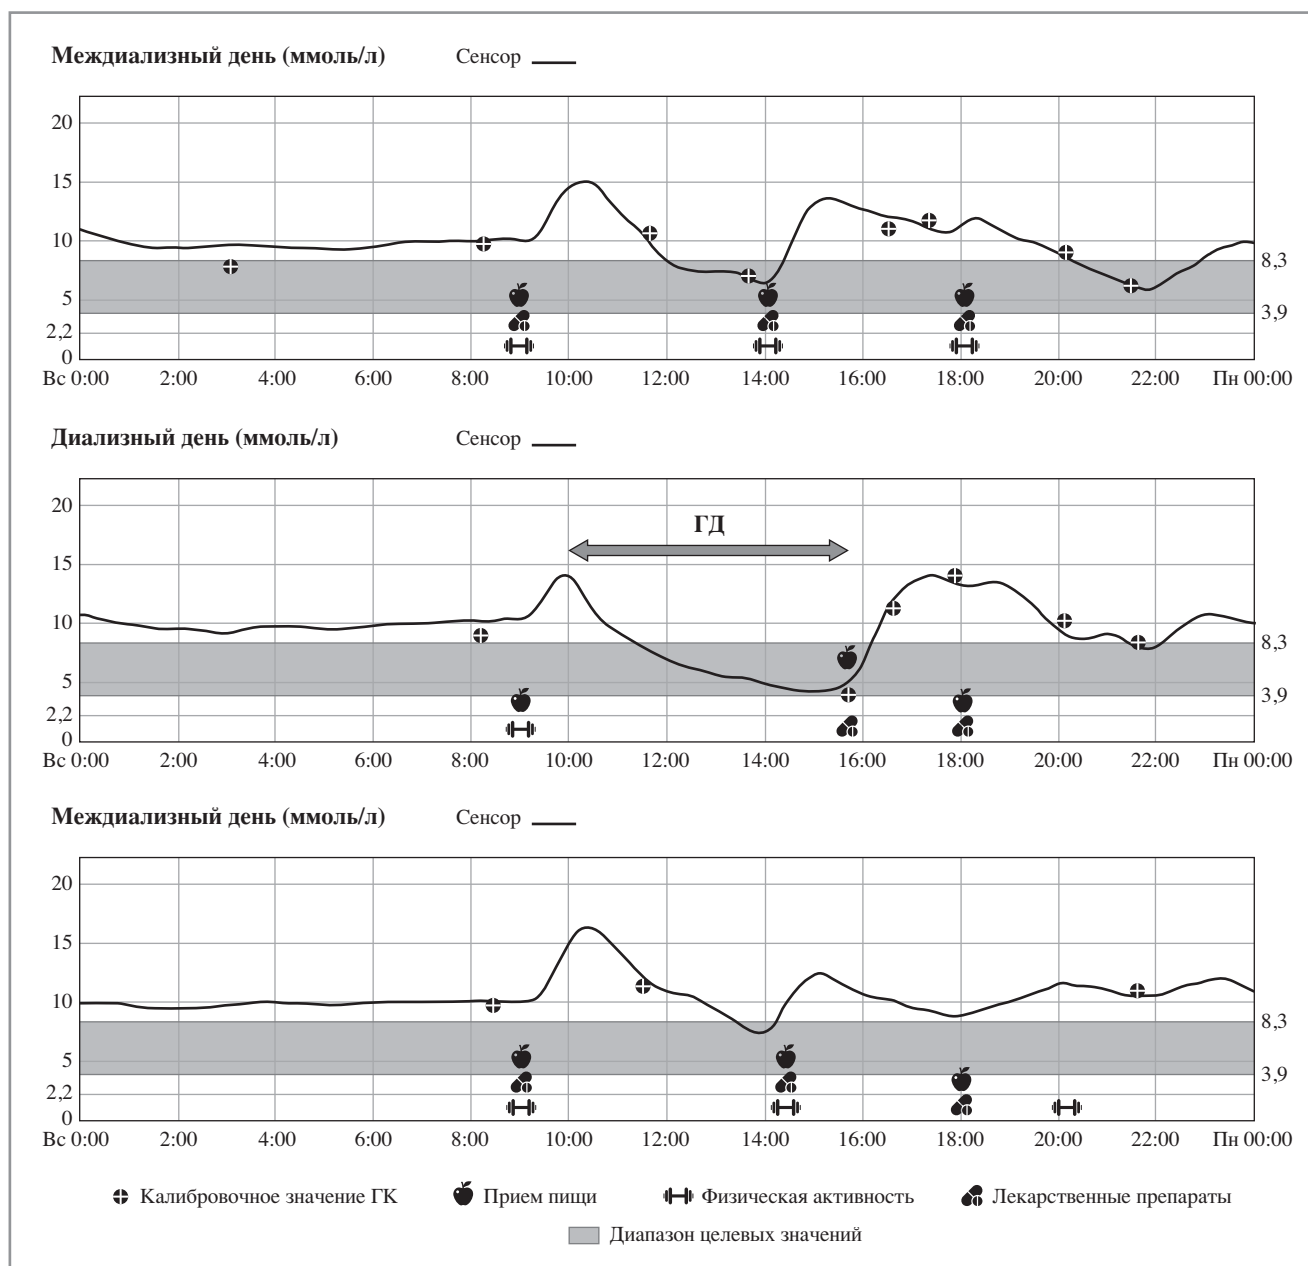 Междиализный день (ммоль/л) Сенсор
20
15
10
8,3
5
3,9
2,2
0
Вс 0:00 2:00 4:00 6:00 8:00 10:00 12:00 14:00 16:00 18:00 20:00 22:00 Пн 00:00
Диализный день (ммоль/л) Сенсор
20
ГД
15
10
8,3
5
3,9
2,2
0
Вс 0:00 2:00 4:00 6:00 8:00 10:00 12:00 14:00 16:00 18:00 20:00 22:00 Пн 00:00
Междиализный день (ммоль/л) Сенсор
20
15
10
8,3
5
3,9
2,2
0
Вс 0:00 2:00 4:00 6:00 8:00 10:00 12:00 14:00 16:00 18:00 20:00 22:00 Пн 00:00
Калибровочное значение ГК Прием пищи Физическая активность Лекарственные препараты
Диапазон целевых значений